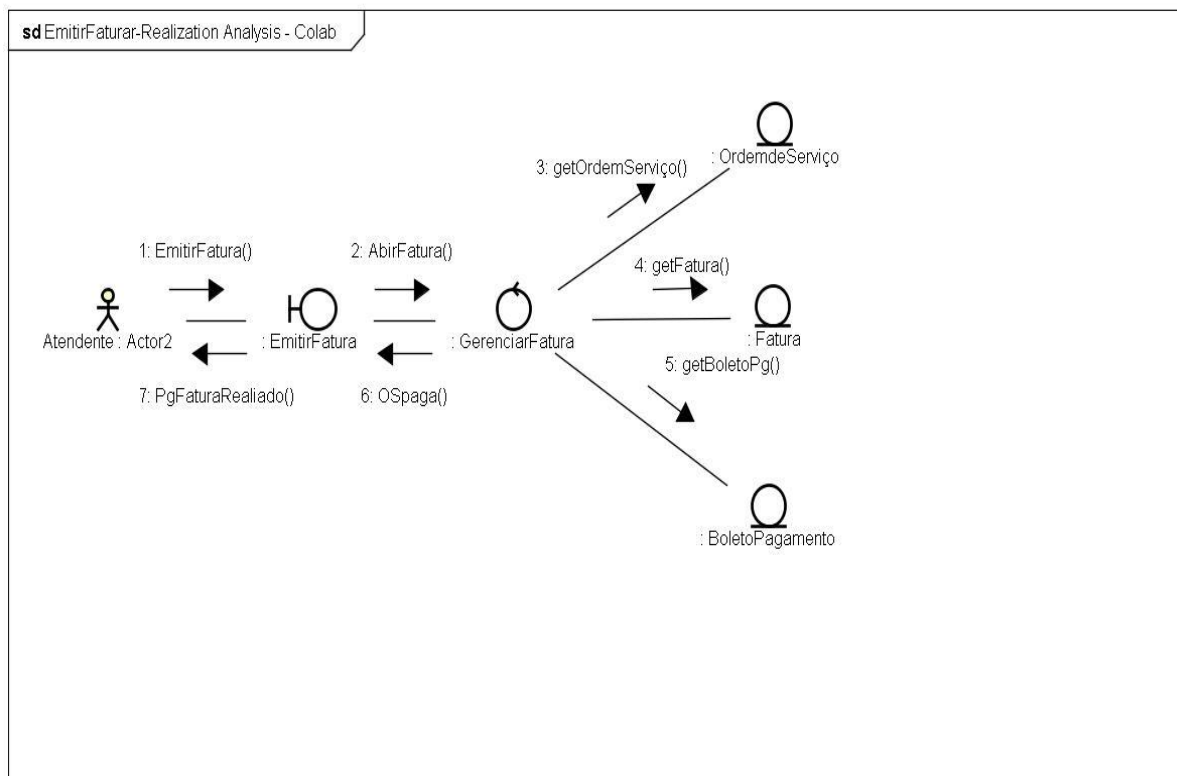 sd EmitirFaturar-Realization Analysis - Colab
: OrdemdeServiço
3: getOrdemServiço()
1: EmitirFatura()
2: AbirFatura()
4: getFatura()
Atendente : Actor2
: EmitirFatura
: GerenciarFatura
: Fatura
5: getBoletoPg()
7: PgFaturaRealiado()
6: OSpaga()
: BoletoPagamento